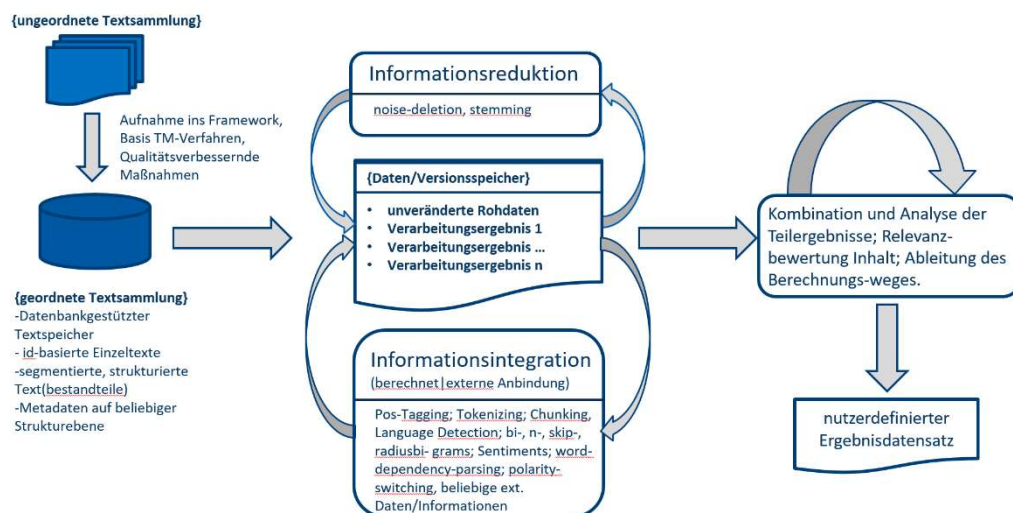 {ungeordnete Textsammlung}
Aufnahme ins Framework,
Basis TM-Verfahren,
Qualitätsverbessernde
Maßnahmen
{geordnete Textsammlung}
-Datenbankgestützter
Textspeicher
- id-basierte Einzeltexte
-segmentierte, strukturierte
Text(bestandteile)
-Metadaten auf beliebiger
Strukturebene
Informationsreduktion
noise-deletion, stemming
{Daten/Versionsspeicher}
• unveränderte Rohdaten
• Verarbeitungsergebnis 1
• Verarbeitungsergebnis ...
• Verarbeitungsergebnis n
Informationsintegration
(berechnet|externe Anbindung)
Pos-Tagging; Tokenizing; Chunking,
Language Detection; bi-, n-, skip-,
radiusbi- grams; Sentiments; word-
dependency-parsing; polarity-
switching, beliebige ext.
Daten/Informationen
Kombination und Analyse der
Teilergebnisse; Relevanz-
bewertung Inhalt; Ableitung des
Berechnungs-weges.
nutzerdefinierter
Ergebnisdatensatz